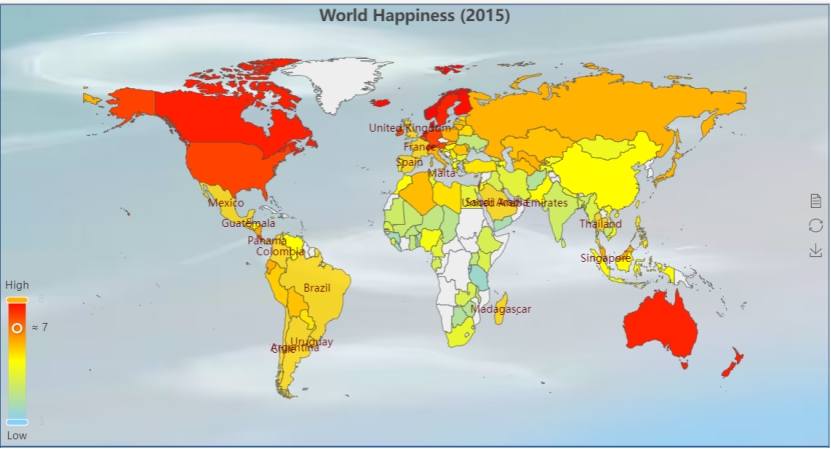 World Happiness (2015)
United Kingdom
France
Spain
Malta
Mexico
Saudi Arabia
United Arab Emirates
Guatemala
Thailand
Panama
Colombia
Singapore
High
Brazil
Madagascar
≈ 7
Uruguay
Argentina
Chile
Low